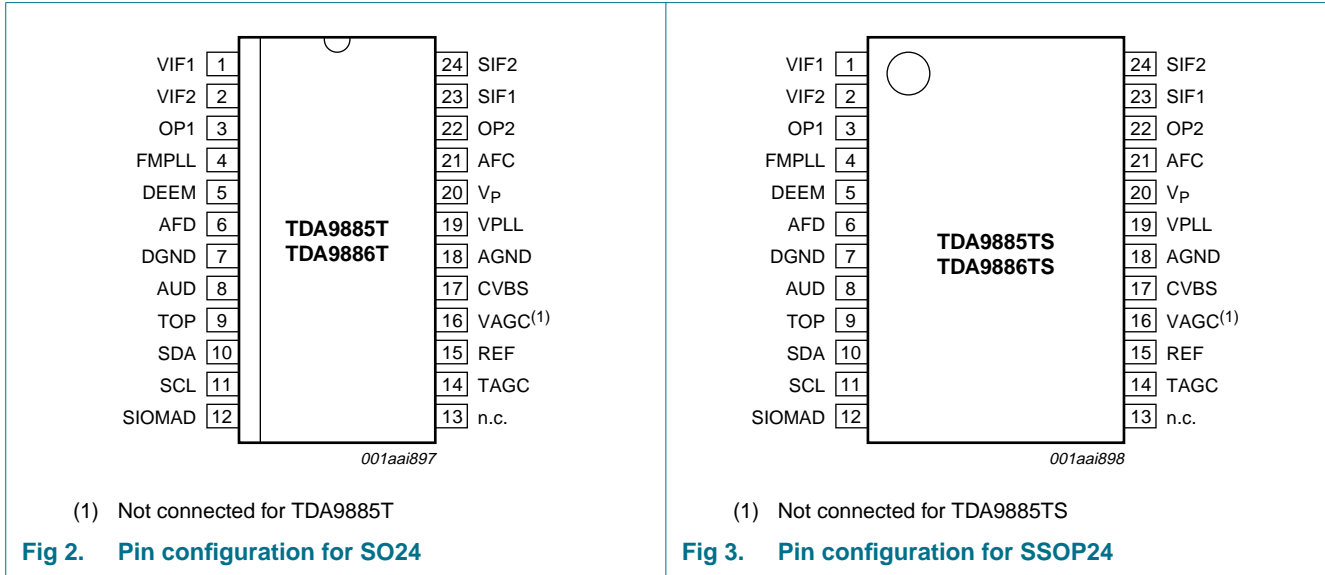 VIF1 1
VIF2 2
OP1 3
FMPLL 4
DEEM 5
AFD 6
DGND 7
AUD 8
TOP 9
SDA 10
SCL 11
SIOMAD 12
TDA9885T
TDA9886T
24 SIF2
23 SIF1
22 OP2
21 AFC
20 VP
19 VPLL
18 AGND
17 CVBS
16 VAGC(1)
15 REF
14 TAGC
13 n.c.
001aai897
(1) Not connected for TDA9885T
Fig 2. Pin configuration for SO24
VIF1 1
VIF2 2
OP1 3
FMPLL 4
DEEM 5
AFD 6
DGND 7
AUD 8
TOP 9
SDA 10
SCL 11
SIOMAD 12
TDA9885TS
TDA9886TS
24 SIF2
23 SIF1
22 OP2
21 AFC
20 VP
19 VPLL
18 AGND
17 CVBS
16 VAGC(1)
15 REF
14 TAGC
13 n.c.
001aai898
(1) Not connected for TDA9885TS
Fig 3. Pin configuration for SSOP24